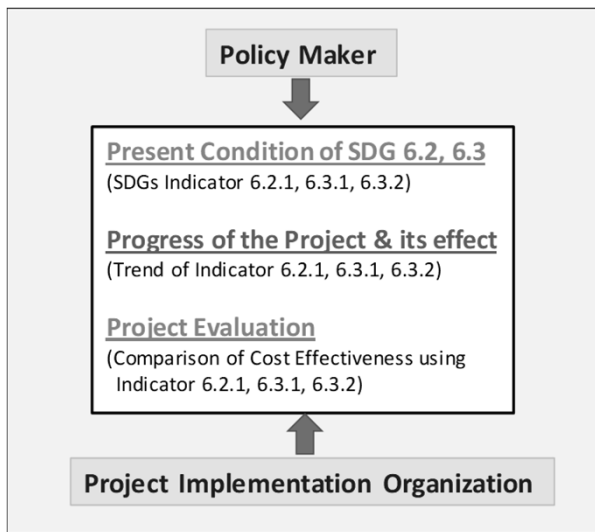 Policy Maker
Present Condition of SDG 6.2, 6.3
(SDGs Indicator 6.2.1, 6.3.1, 6.3.2)
Progress of the Project & its effect
(Trend of Indicator 6.2.1, 6.3.1, 6.3.2)
Project Evaluation
(Comparison of Cost Effectiveness using
Indicator 6.2.1, 6.3.1, 6.3.2)
Project Implementation Organization